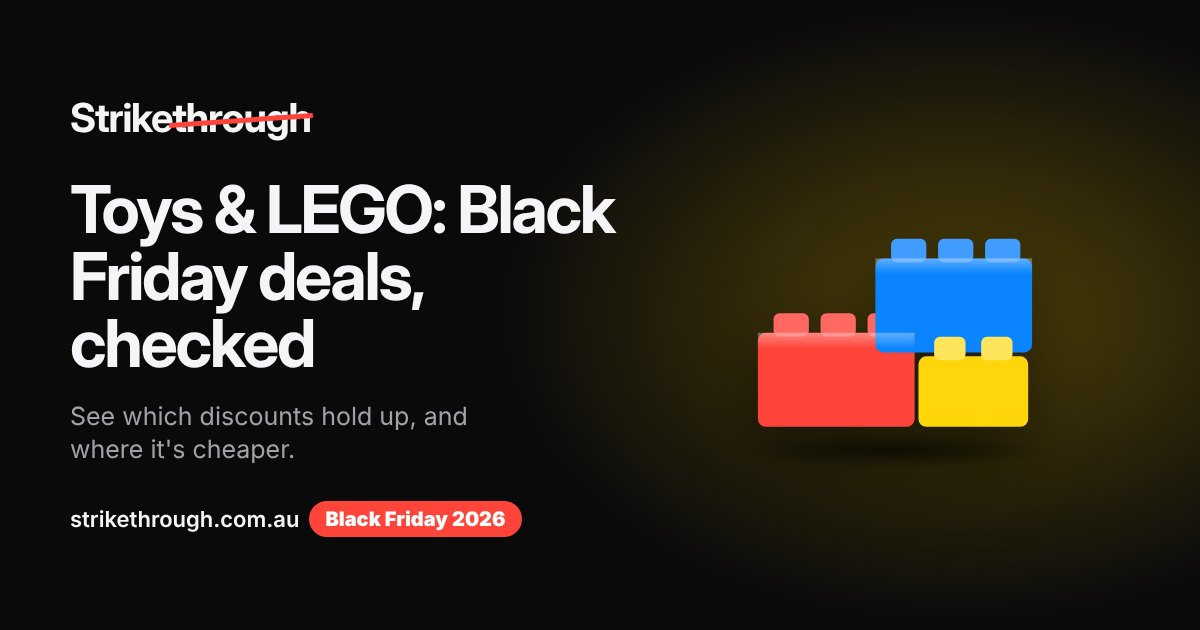 Strikethrough
Toys & LEGO: Black
Friday deals,
checked
See which discounts hold up, and
where it's cheaper.
strikethrough.com.au Black Friday 2026